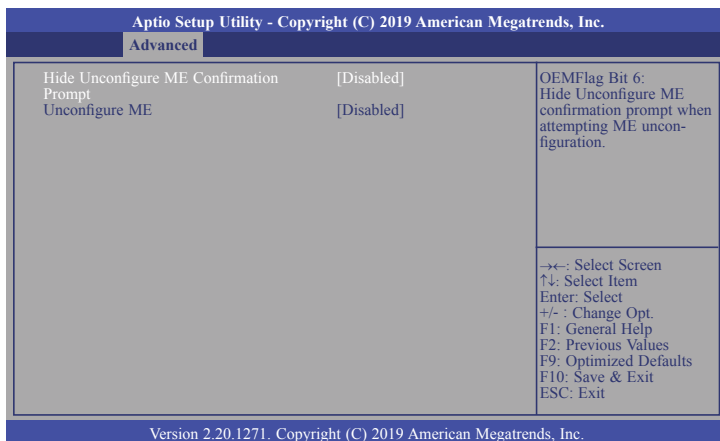 Aptio Setup Utility - Copyright (C) 2019 American Megatrends, Inc.
Advanced
Hide Unconfigure ME Confirmation [Disabled]
Prompt
Unconfigure ME [Disabled]
OEMFlag Bit 6:
Hide Unconfigure ME
confirmation prompt when
attempting ME uncon-
figuration.
→←: Select Screen
↑↓: Select Item
Enter: Select
+/- : Change Opt.
F1: General Help
F2: Previous Values
F9: Optimized Defaults
F10: Save & Exit
ESC: Exit
Version 2.20.1271. Copyright (C) 2019 American Megatrends, Inc.